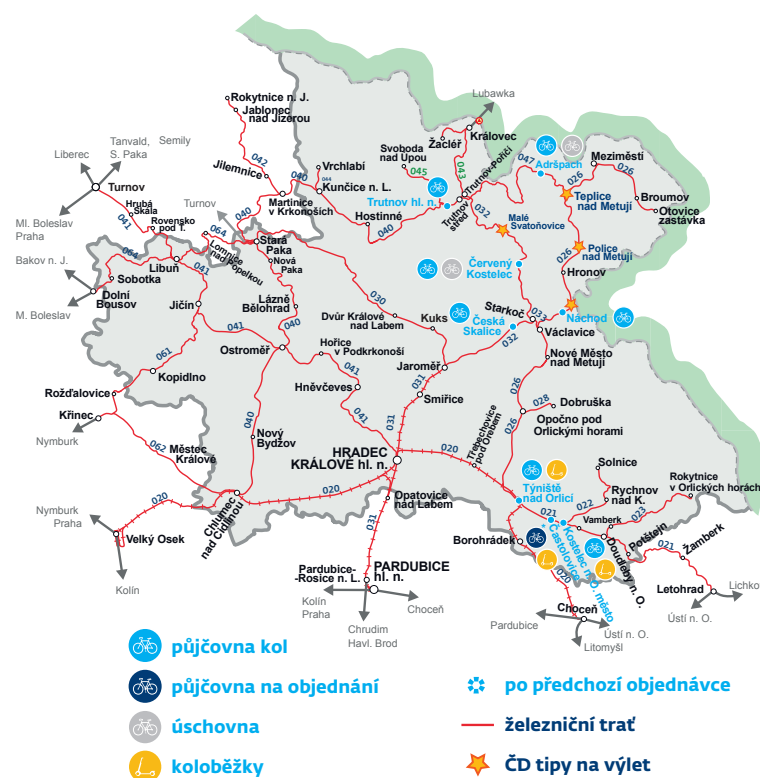 Lubawka
Rokytnice n. J.
Jablonec
nad Jizerou
Královec
Žacléř
Tanvald,
S. Paka
Semily
Liberec
Svoboda
nad Úpou
Trutnov-Poříčí
047
Adršpach
Meziměstí
026
042
Jilemnice
Vrchlabí
044
040
Kunčice n. L.
045
043
026
Teplice
nad Metují
Broumov
Otovice
zastávka
Turnov
Trutnov hl. n.
Trutnov
střed
Martinice
v Krkonoších
Hostinné
032
Malé
Svatoňovice
Hrubá
Skála
Turnov
040
040
Ml. Boleslav
Praha
041
Rovensko
pod T.
064
Lomnice
nad Popelkou
Stará
Paka
Nová
Paka
026
Police
nad Metují
Bakov n. J.
064
Libuň
041
Sobotka
Červený
Kostelec
Hronov
Dolní
Bousov
Jičín
Lázně
Bělohrad
030
M. Boleslav
Dvůr Králové
nad Labem
Kuks
Starkoč
033
Náchod
Česká
Skalice
Václavice
041
040
032
Ostroměř
Hořice
v Podkrkonoší
Nové Město
nad Metují
061
041
Jaroměř
Kopidlno
Hněvčeves
031
Smiřice
026
Rožďalovice
028
Dobruška
Křinec
041
040
026
Opočno pod
Orlickými horami
Nymburk
031
Nový
Bydžov
Třebechovice
pod Orebem
062
Městec
Králové
HRADEC
KRÁLOVÉ hl. n.
020
Solnice
Rokytnice
v Orlických horách
020
020
Týniště
nad Orlicí
Rychnov
nad K.
Nymburk
Praha
Chlumec
nad Cidlinou
Opatovice
nad Labem
021
022
Vamberk
023
Velký Osek
031
Borohrádek
Častolovice
Kostelec n. O. město
Doudleby n. O.
Potštejn
021
Žamberk
Kolín
Pardubice-
Rosice n. L.
PARDUBICE
hl. n.
020
Letohrad
Lichko
Kolín
Praha
Choceň
Pardubice
Choceň
Ústí n. O.
Ústí n. O.
Chrudim
Havl. Brod
Litomyšl
půjčovna kol
půjčovna na objednání
po předchozí objednávce
úschovna
železniční trať
koloběžky
ČD tipy na výlet